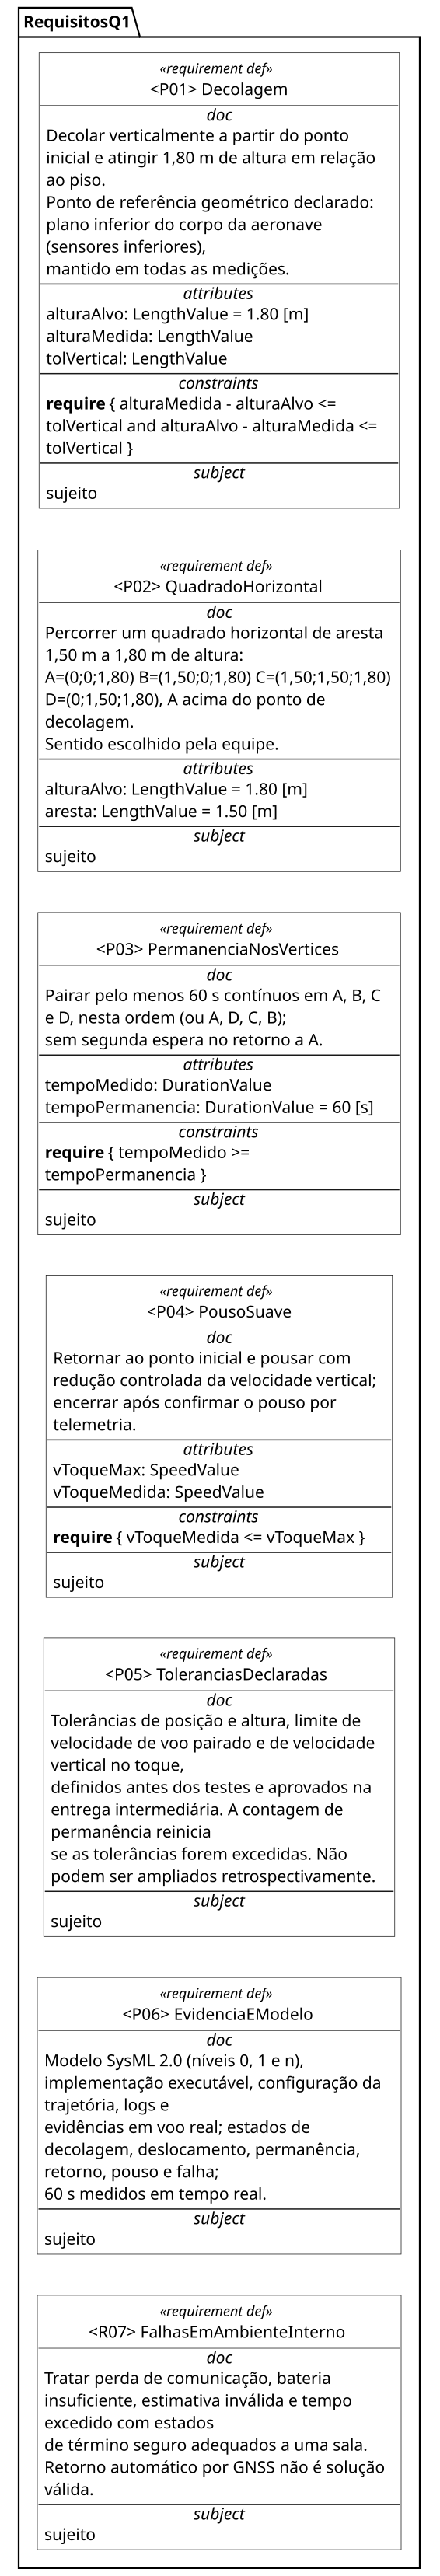 RequisitosQ1
«requirement def»
<P01> Decolagem
doc
Decolar verticalmente a partir do ponto
inicial e atingir 1,80 m de altura em relação
ao piso.
Ponto de referência geométrico declarado:
plano inferior do corpo da aeronave
(sensores inferiores),
mantido em todas as medições.
attributes
alturaAlvo: LengthValue = 1.80 [m]
alturaMedida: LengthValue
tolVertical: LengthValue
constraints
require { alturaMedida - alturaAlvo <=
tolVertical and alturaAlvo - alturaMedida <=
tolVertical }
subject
sujeito
«requirement def»
<P02> QuadradoHorizontal
doc
Percorrer um quadrado horizontal de aresta
1,50 m a 1,80 m de altura:
A=(0;0;1,80) B=(1,50;0;1,80) C=(1,50;1,50;1,80)
D=(0;1,50;1,80), A acima do ponto de
decolagem.
Sentido escolhido pela equipe.
attributes
alturaAlvo: LengthValue = 1.80 [m]
aresta: LengthValue = 1.50 [m]
subject
sujeito
«requirement def»
<P03> PermanenciaNosVertices
doc
Pairar pelo menos 60 s contínuos em A, B, C
e D, nesta ordem (ou A, D, C, B);
sem segunda espera no retorno a A.
attributes
tempoMedido: DurationValue
tempoPermanencia: DurationValue = 60 [s]
constraints
require { tempoMedido >=
tempoPermanencia }
subject
sujeito
«requirement def»
<P04> PousoSuave
doc
Retornar ao ponto inicial e pousar com
redução controlada da velocidade vertical;
encerrar após confirmar o pouso por
telemetria.
attributes
vToqueMax: SpeedValue
vToqueMedida: SpeedValue
constraints
require { vToqueMedida <= vToqueMax }
subject
sujeito
«requirement def»
<P05> ToleranciasDeclaradas
doc
Tolerâncias de posição e altura, limite de
velocidade de voo pairado e de velocidade
vertical no toque,
definidos antes dos testes e aprovados na
entrega intermediária. A contagem de
permanência reinicia
se as tolerâncias forem excedidas. Não
podem ser ampliados retrospectivamente.
subject
sujeito
«requirement def»
<P06> EvidenciaEModelo
doc
Modelo SysML 2.0 (níveis 0, 1 e n),
implementação executável, configuração da
trajetória, logs e
evidências em voo real; estados de
decolagem, deslocamento, permanência,
retorno, pouso e falha;
60 s medidos em tempo real.
subject
sujeito
«requirement def»
<R07> FalhasEmAmbienteInterno
doc
Tratar perda de comunicação, bateria
insuficiente, estimativa inválida e tempo
excedido com estados
de término seguro adequados a uma sala.
Retorno automático por GNSS não é solução
válida.
subject
sujeito